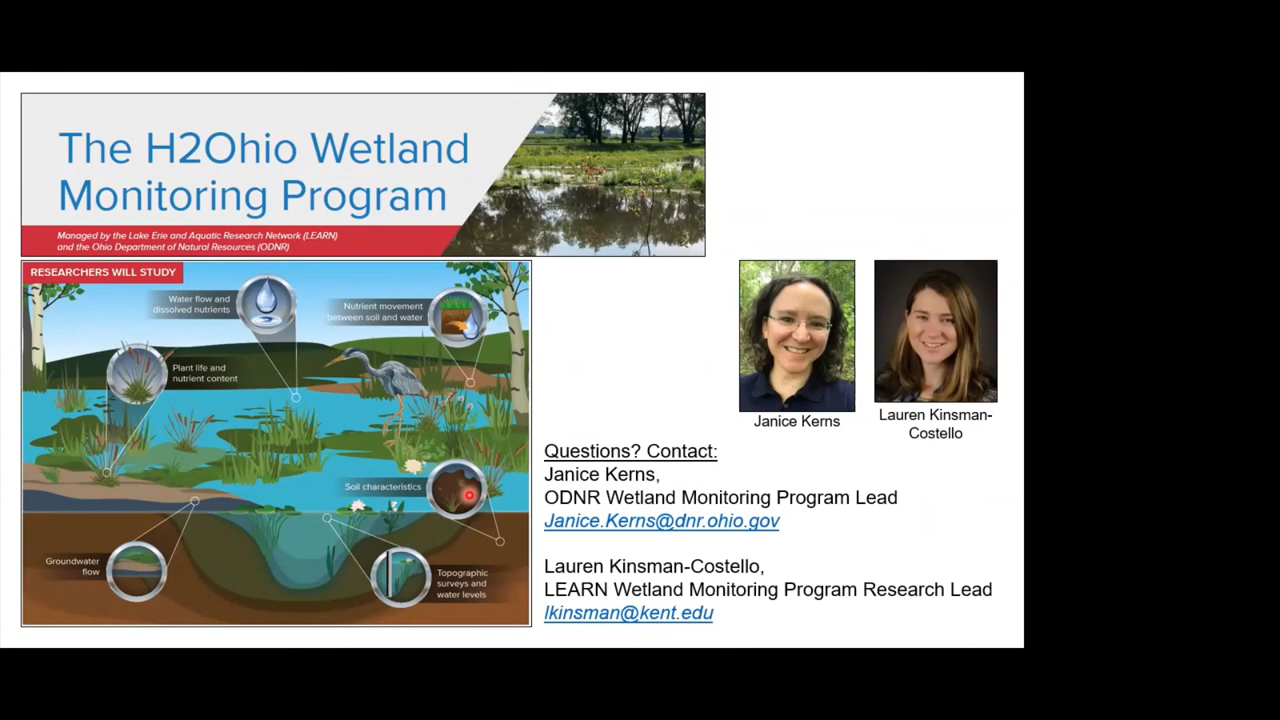 The H2Ohio Wetland
Monitoring Program
Managed by the Lake Erie and Aquatic Research Network (LEARN)
and the Ohio Department of Natural Resources (ODNR)
RESEARCHERS WILL STUDY
Water flow and
dissolved nutrients
Nutrient movement
between soil and water
Plant life and
nutrient content
Soil characteristics
Groundwater
flow
Topographic
surveys and
water levels
Janice Kerns
Lauren Kinsman-
Costello
Questions? Contact:
Janice Kerns,
ODNR Wetland Monitoring Program Lead
Janice.Kerns@dnr.ohio.gov
Lauren Kinsman-Costello,
LEARN Wetland Monitoring Program Research Lead
lkinsman@kent.edu